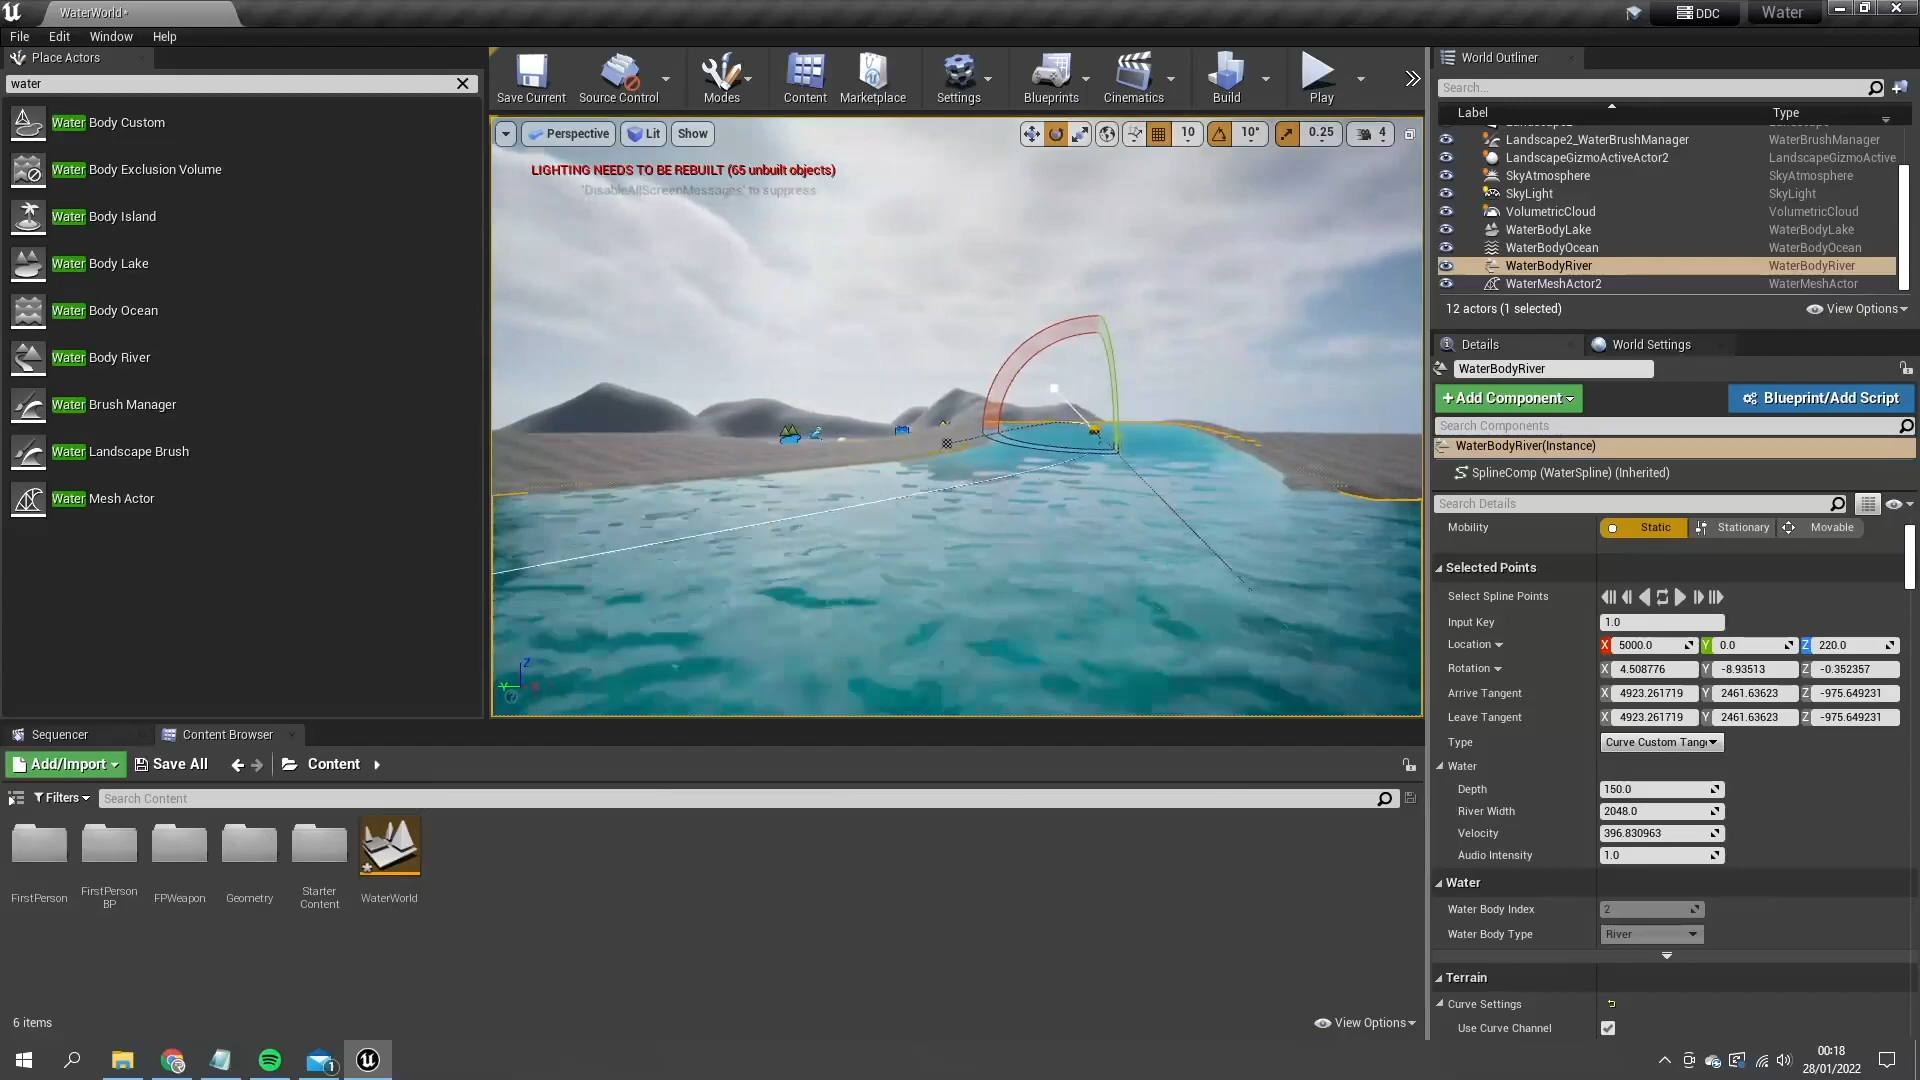 WaterWorld*
DDC
Water
File Edit Window Help
Place Actors
water
Water Body Custom
Water Body Exclusion Volume
Water Body Island
Water Body Lake
Water Body Ocean
Water Body River
Water Brush Manager
Water Landscape Brush
Water Mesh Actor
Save Current Source Control Modes Content Marketplace Settings Blueprints Cinematics Build Play
Perspective Lit Show
10 10° 0.25 4
LIGHTING NEEDS TO BE REBUILT (65 unbuilt objects)
'DisableAllScreenMessages' to suppress
Z
Y
World Outliner
Search...
Label Type
Landscape2_WaterBrushManager WaterBrushManager
LandscapeGizmoActiveActor2 LandscapeGizmoActive
SkyAtmosphere SkyAtmosphere
SkyLight SkyLight
VolumetricCloud VolumetricCloud
WaterBodyLake WaterBodyLake
WaterBodyOcean WaterBodyOcean
WaterBodyRiver WaterBodyRiver
WaterMeshActor2 WaterMeshActor
12 actors (1 selected) View Options
Details World Settings
WaterBodyRiver
+Add Component Blueprint/Add Script
Search Components
WaterBodyRiver(Instance)
SplineComp (WaterSpline) (Inherited)
Search Details
Mobility Static Stationary Movable
Selected Points
Select Spline Points
Input Key 1.0
Location X 5000.0 Y 0.0 Z 220.0
Rotation X 4.508776 Y -8.93513 Z -0.352357
Arrive Tangent X 4923.261719 Y 2461.63623 Z -975.649231
Leave Tangent X 4923.261719 Y 2461.63623 Z -975.649231
Type Curve Custom Tang
Water
Depth 150.0
River Width 2048.0
Velocity 396.830963
Audio Intensity 1.0
Water
Water Body Index 2
Water Body Type River
Terrain
Curve Settings
Use Curve Channel
Sequencer Content Browser
Add/Import Save All Content
Filters Search Content
FirstPerson
FirstPerson
BP
FPWeapon
Geometry
Starter
Content
WaterWorld
6 items
View Options
1
00:18
28/01/2022